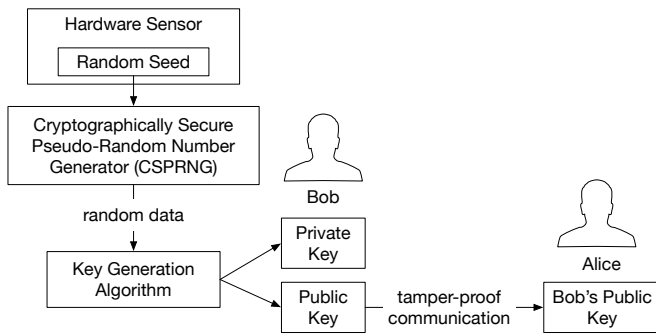 Hardware Sensor
Random Seed
Cryptographically Secure
Pseudo-Random Number
Generator (CSPRNG)
random data
Key Generation
Algorithm
Bob
Private
Key
Public
Key
tamper-proof
communication
Alice
Bob's Public
Key